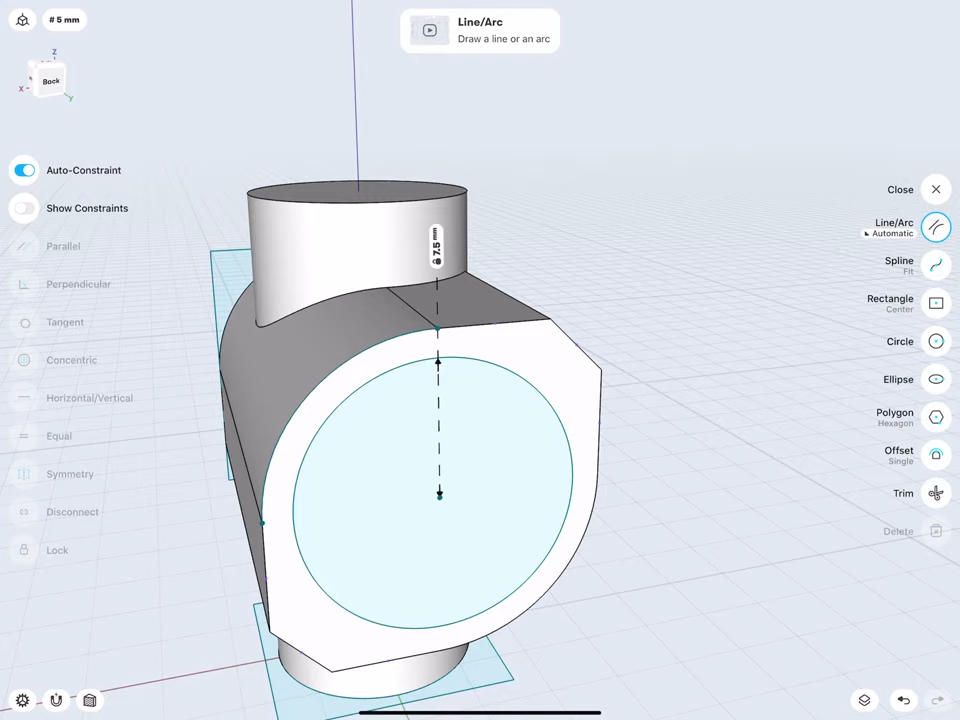 # 5 mm
Line/Arc
Draw a line or an arc
Z
Back
X
Y
Auto-Constraint
Show Constraints
Parallel
Perpendicular
Tangent
Concentric
Horizontal/Vertical
Equal
Symmetry
Disconnect
Lock
7.5 mm
Close
Line/Arc
Automatic
Spline
Fit
Rectangle
Center
Circle
Ellipse
Polygon
Hexagon
Offset
Single
Trim
Delete